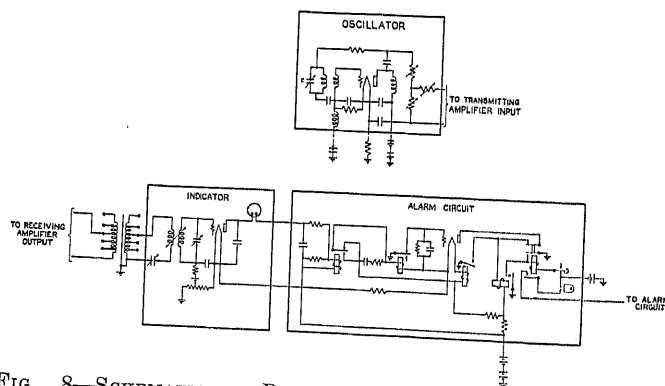 OSCILLATOR
TO TRANSMITTING
AMPLIFIER INPUT
INDICATOR
ALARM CIRCUIT
TO RECEIVING
AMPLIFIER
OUTPUT
TO ALARM
CIRCUIT
FIG. 8—SCHEMATIC